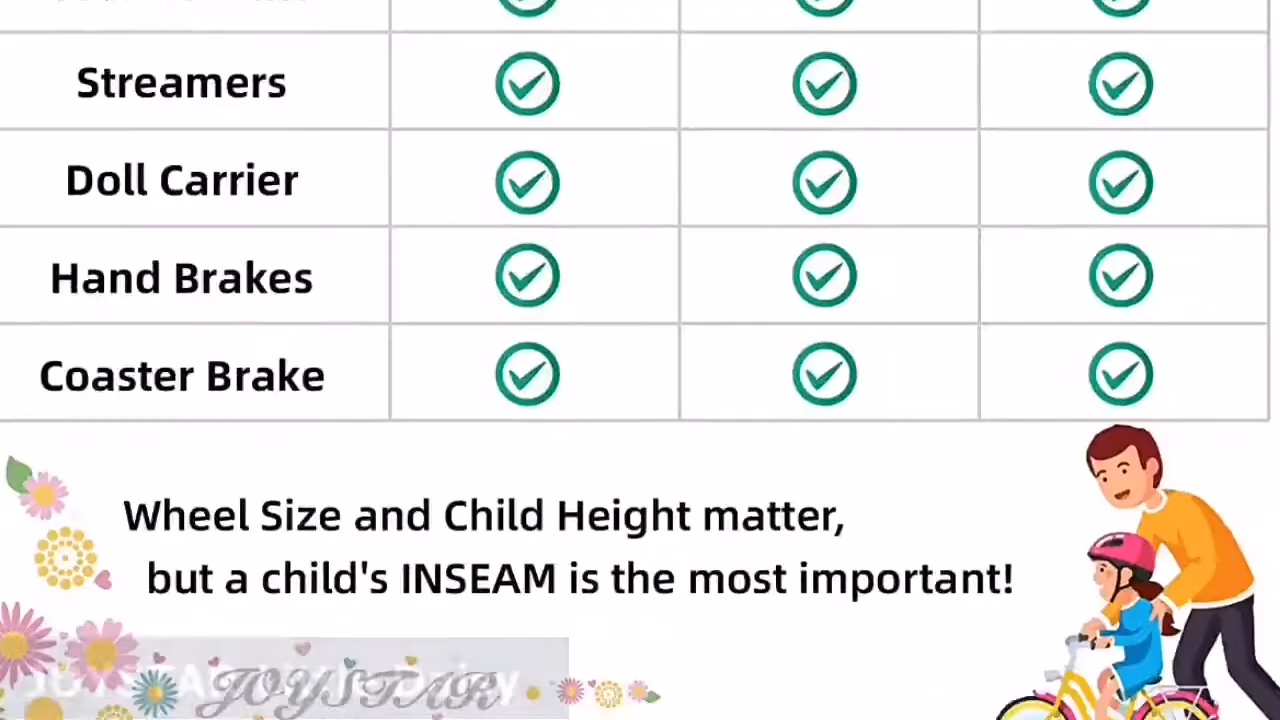 Streamers
Doll Carrier
Hand Brakes
Coaster Brake
Wheel Size and Child Height matter,
but a child's INSEAM is the most important!
JOYSTAR